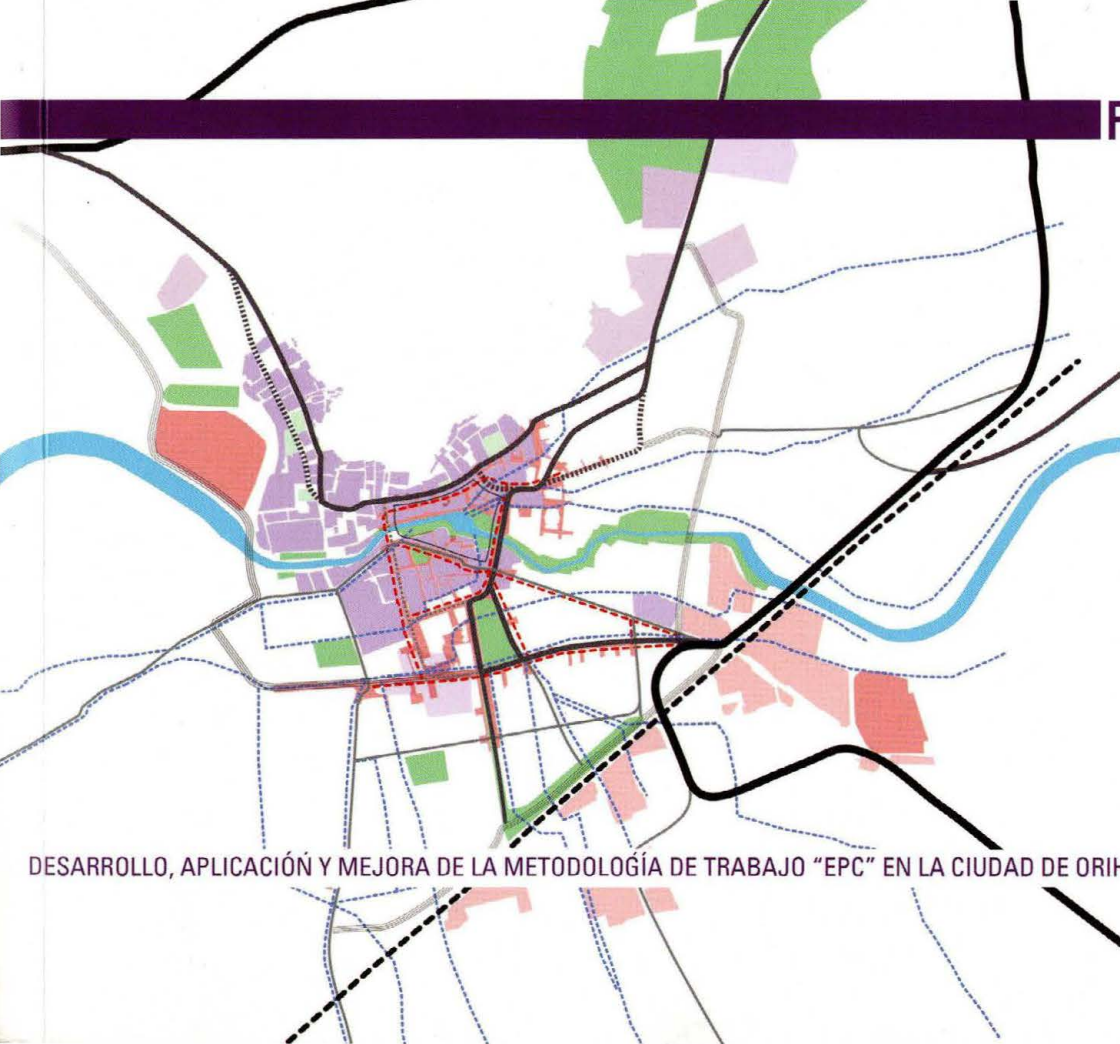 DESARROLLO, APLICACIÓN Y MEJORA DE LA METODOLOGÍA DE TRABAJO “EPC” EN LA CIUDAD DE